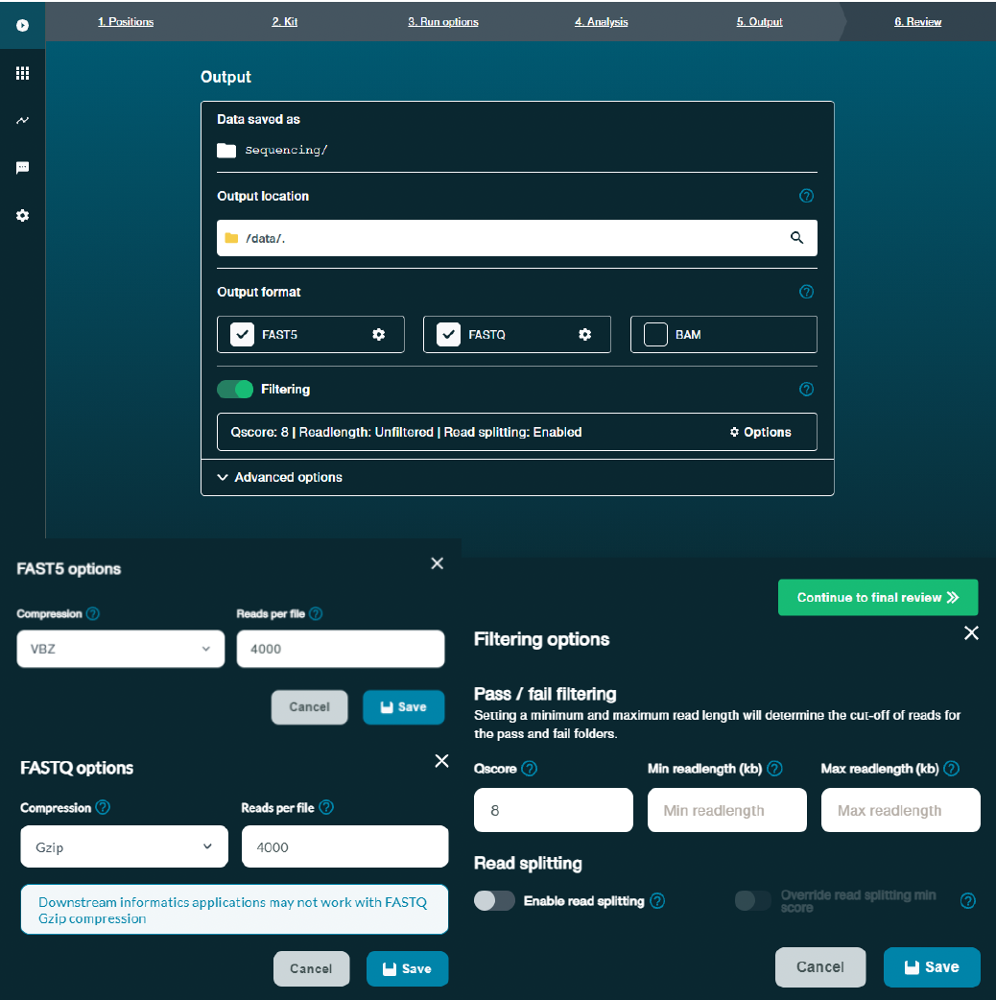 1. Positions
2. Kit
3. Run options
4. Analysis
5. Output
6. Review
Output
Data saved as
Sequencing/
Output location
/data/.
Output format
FAST5
FASTQ
BAM
Filtering
Qscore: 8 | Readlength: Unfiltered | Read splitting: Enabled
Options
Advanced options
Continue to final review
FAST5 options
Compression
Reads per file
VBZ
4000
Cancel
Save
FASTQ options
Compression
Reads per file
Gzip
4000
Downstream informatics applications may not work with FASTQ
Gzip compression
Cancel
Save
Filtering options
Pass / fail filtering
Setting a minimum and maximum read length will determine the cut-off of reads for
the pass and fail folders.
Qscore
Min readlength (kb)
Max readlength (kb)
8
Min readlength
Max readlength
Read splitting
Enable read splitting
Override read splitting min
score
Cancel
Save